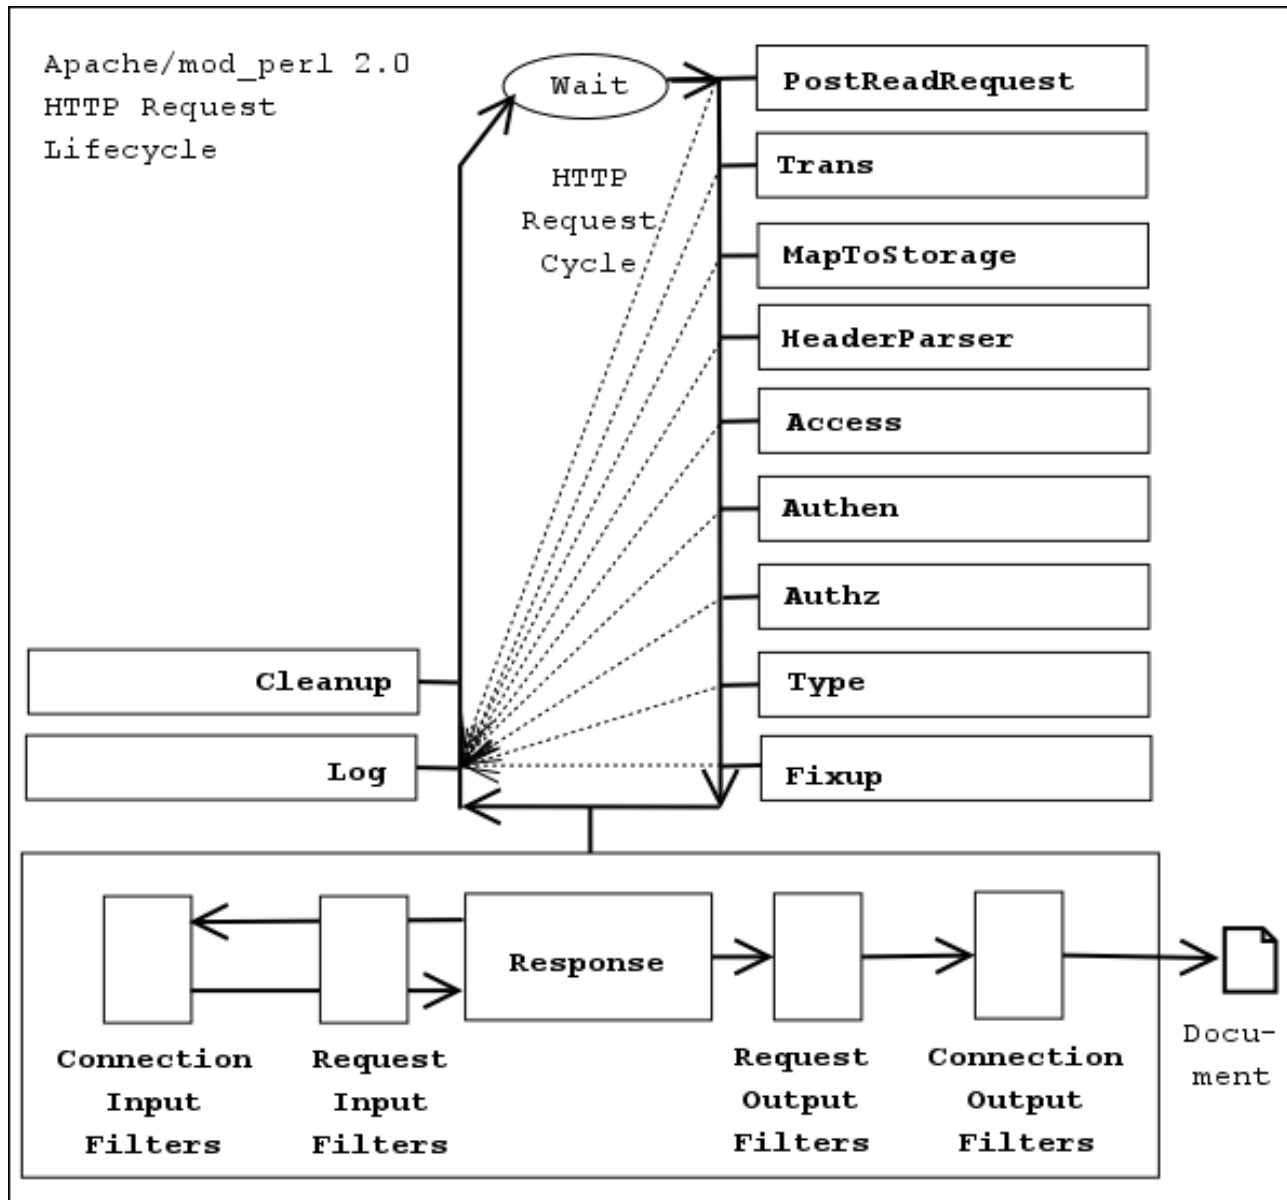 Apache/mod_perl 2.0
HTTP Request
Lifecycle
Wait
HTTP
Request
Cycle
PostReadRequest
Trans
MapToStorage
HeaderParser
Access
Authen
Authz
Type
Fixup
Cleanup
Log
Response
Connection
Input
Filters
Request
Input
Filters
Request
Output
Filters
Connection
Output
Filters
Docu-
ment